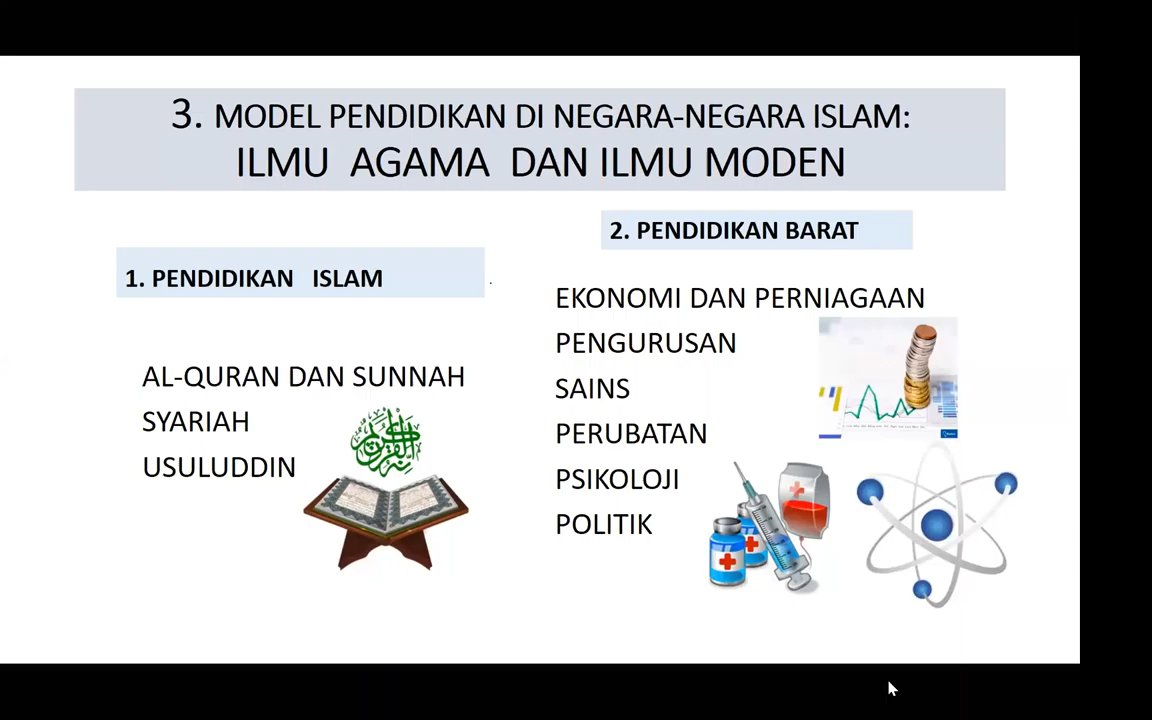 3. MODEL PENDIDIKAN DI NEGARA-NEGARA ISLAM:
ILMU AGAMA DAN ILMU MODEN
1. PENDIDIKAN ISLAM
AL-QURAN DAN SUNNAH
SYARIAH
USULUDDIN
2. PENDIDIKAN BARAT
EKONOMI DAN PERNIAGAAN
PENGURUSAN
SAINS
PERUBATAN
PSIKOLOJI
POLITIK